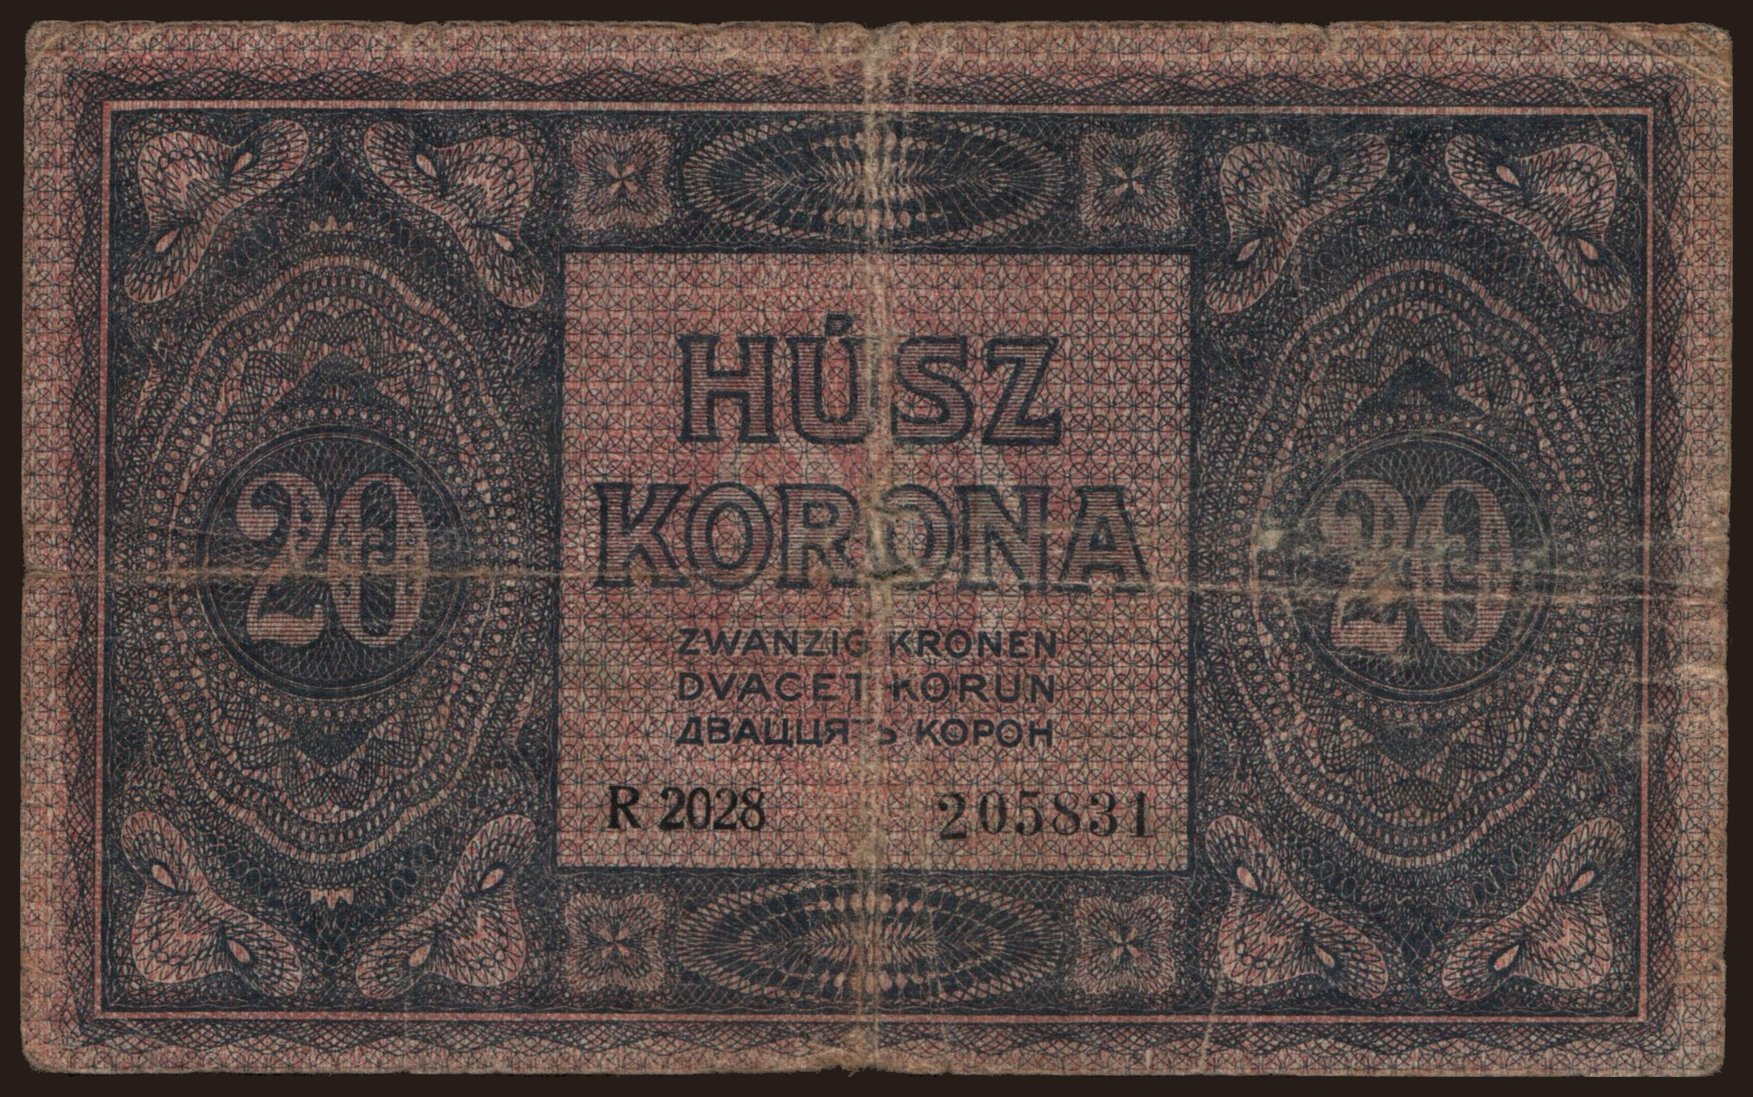 HÚSZ
KORONA
20
20
ZWANZIG KRONEN
DVACET KORUN
ДВАЦЦЯТЬ КОРОН
R 2028 205831